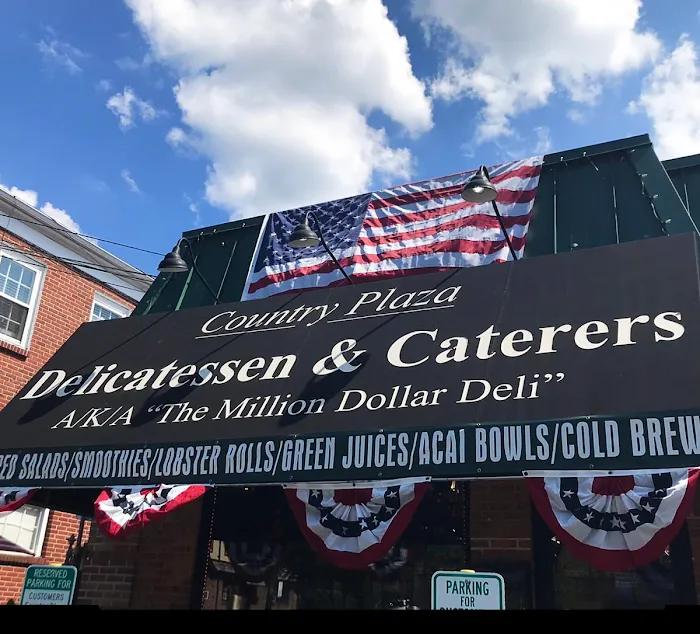 Country Plaza
Delicatessen & Caterers
A/K/A "The Million Dollar Deli"
SALADS/SMOOTHIES/LOBSTER ROLLS/GREEN JUICES/ACAI BOWLS/COLD BREW
RESERVED
PARKING FOR
CUSTOMERS
PARKING
FOR